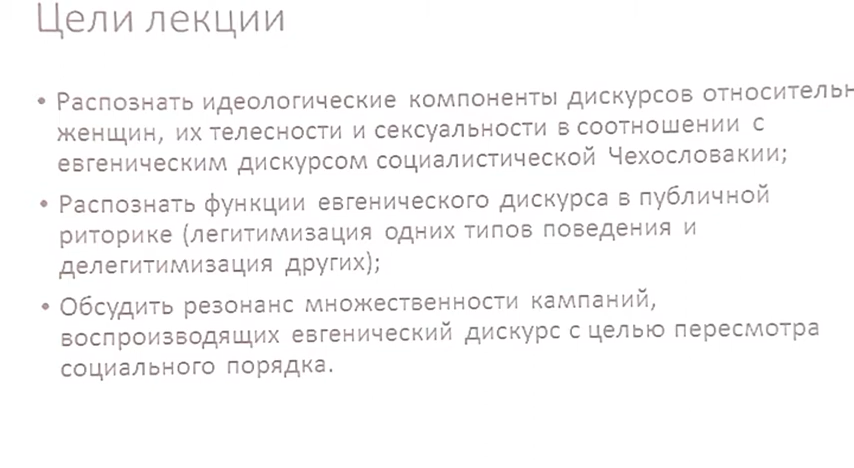 Цели лекции
• Распознать идеологические компоненты дискурсов относительн
женщин, их телесности и сексуальности в соотношении с
евгеническим дискурсом социалистической Чехословакии;
• Распознать функции евгенического дискурса в публичной
риторике (легитимизация одних типов поведения и
делегитимизация других);
• Обсудить резонанс множественности кампаний,
воспроизводящих евгенический дискурс с целью пересмотра
социального порядка.